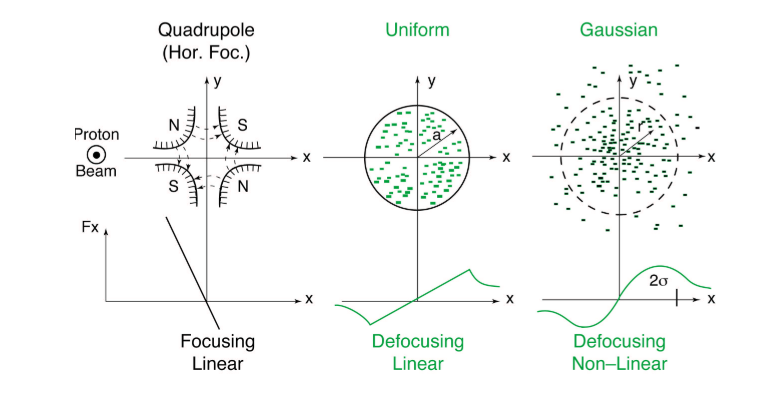 Quadrupole
(Hor. Foc.)
Uniform
Gaussian
y
y
y
N
S
a
r
Proton
Beam
x
x
x
S
N
Fx
2σ
x
x
x
Focusing
Linear
Defocusing
Linear
Defocusing
Non–Linear